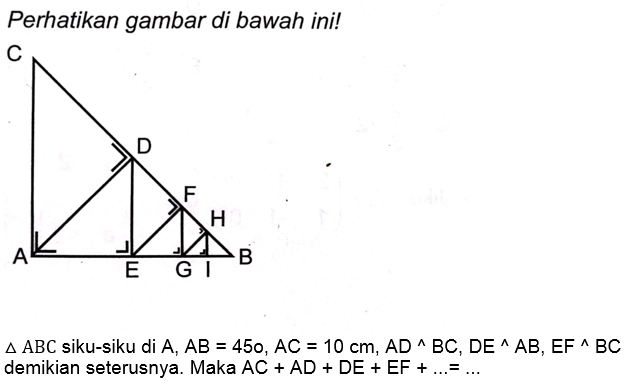 Perhatikan gambar di bawah ini!
C
D
F
H
A
E
G
I
B
△ ABC siku-siku di A, AB = 45o, AC = 10 cm, AD ^ BC, DE ^ AB, EF ^ BC
demikian seterusnya. Maka AC + AD + DE + EF + ...= ...